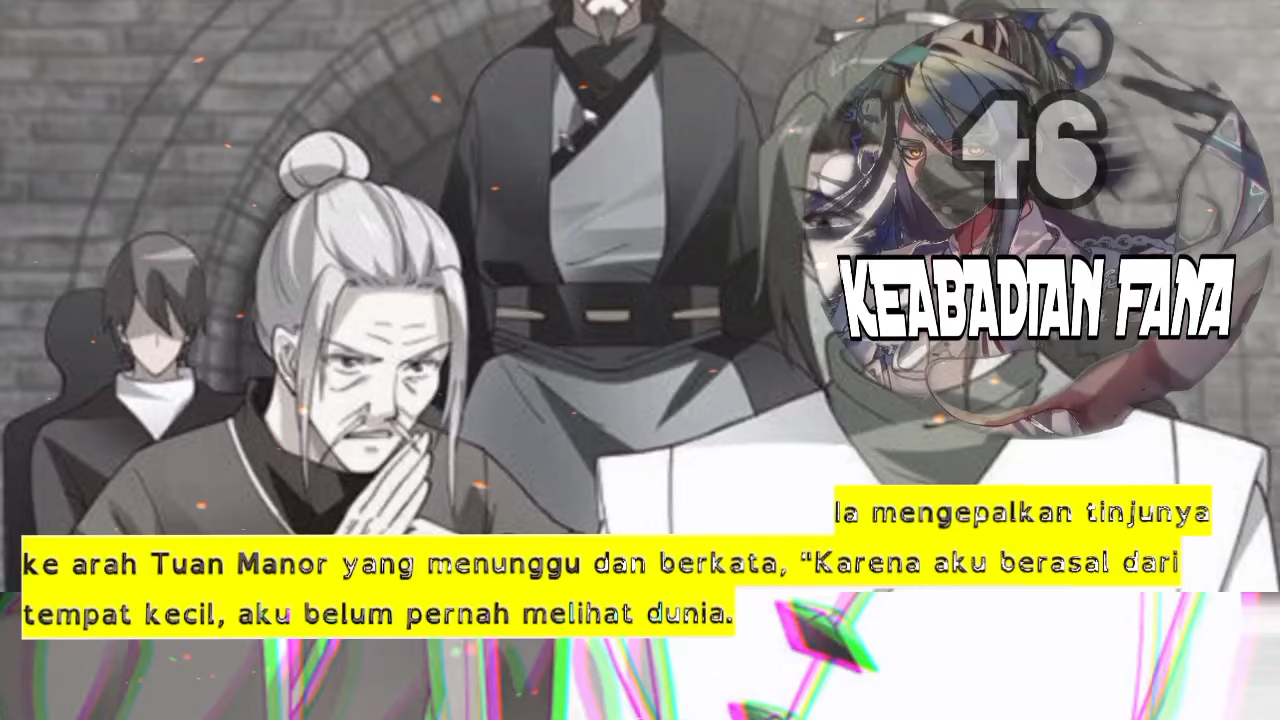 46
KEABADIAN FANA
Ia mengepalkan tinjunya
ke arah Tuan Manor yang menunggu dan berkata, "Karena aku berasal dari
tempat kecil, aku belum pernah melihat dunia.